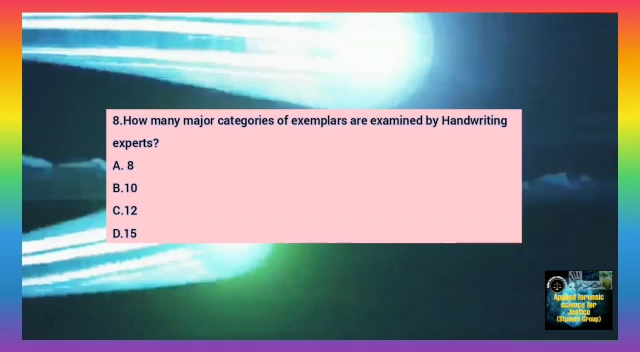 8.How many major categories of exemplars are examined by Handwriting
experts?
A. 8
B.10
C.12
D.15
Applied forensic
science for
Justice
(Student Group)